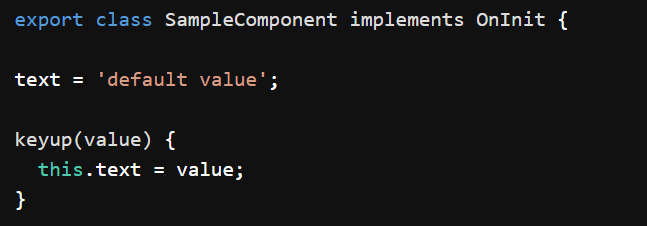 export class SampleComponent implements OnInit {
text = 'default value';
keyup(value) {
this.text = value;
}